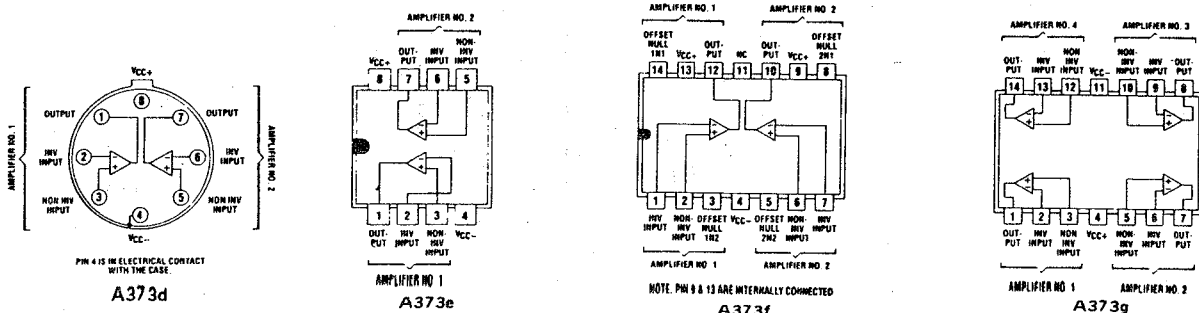 VCC+
8
OUTPUT
1
7
OUTPUT
AMPLIFIER NO. 1
AMPLIFIER NO. 2
INV
INPUT
2
6
INV
INPUT
3
5
NON INV
INPUT
4
NON INV
INPUT
VCC-
PIN 4 IS IN ELECTRICAL CONTACT
WITH THE CASE.
A373d
AMPLIFIER NO. 2
VCC+
OUT-
PUT
INV
INPUT
NON-
INV
INPUT
8 7 6 5
1 2 3 4
OUT-
PUT
INV
INPUT
NON-
INV
INPUT
VCC-
AMPLIFIER NO 1
A373e
AMPLIFIER NO. 1
AMPLIFIER NO. 2
OFFSET
NULL
1N1
VCC+
OUT-
PUT
NC
OUT-
PUT
VCC+
OFFSET
NULL
2N1
14 13 12 11 10 9 8
1 2 3 4 5 6 7
INV
INPUT
NON-
INV
INPUT
OFFSET
NULL
1N2
VCC-
OFFSET
NULL
2N2
NON-
INV
INPUT
INV
INPUT
AMPLIFIER NO 1
AMPLIFIER NO. 2
NOTE. PIN 9 & 13 ARE INTERNALLY CONNECTED
A373f
AMPLIFIER NO. 4
AMPLIFIER NO. 3
OUT-
PUT
INV
INPUT
NON
INV
INPUT
VCC-
NON-
INV
INPUT
INV
INPUT
OUT-
PUT
14 13 12 11 10 9 8
1 2 3 4 5 6 7
OUT-
PUT
INV
INPUT
NON
INV
INPUT
VCC+
NON-
INV
INPUT
INV
INPUT
OUT-
PUT
AMPLIFIER NO 1
AMPLIFIER NO. 2
A373g